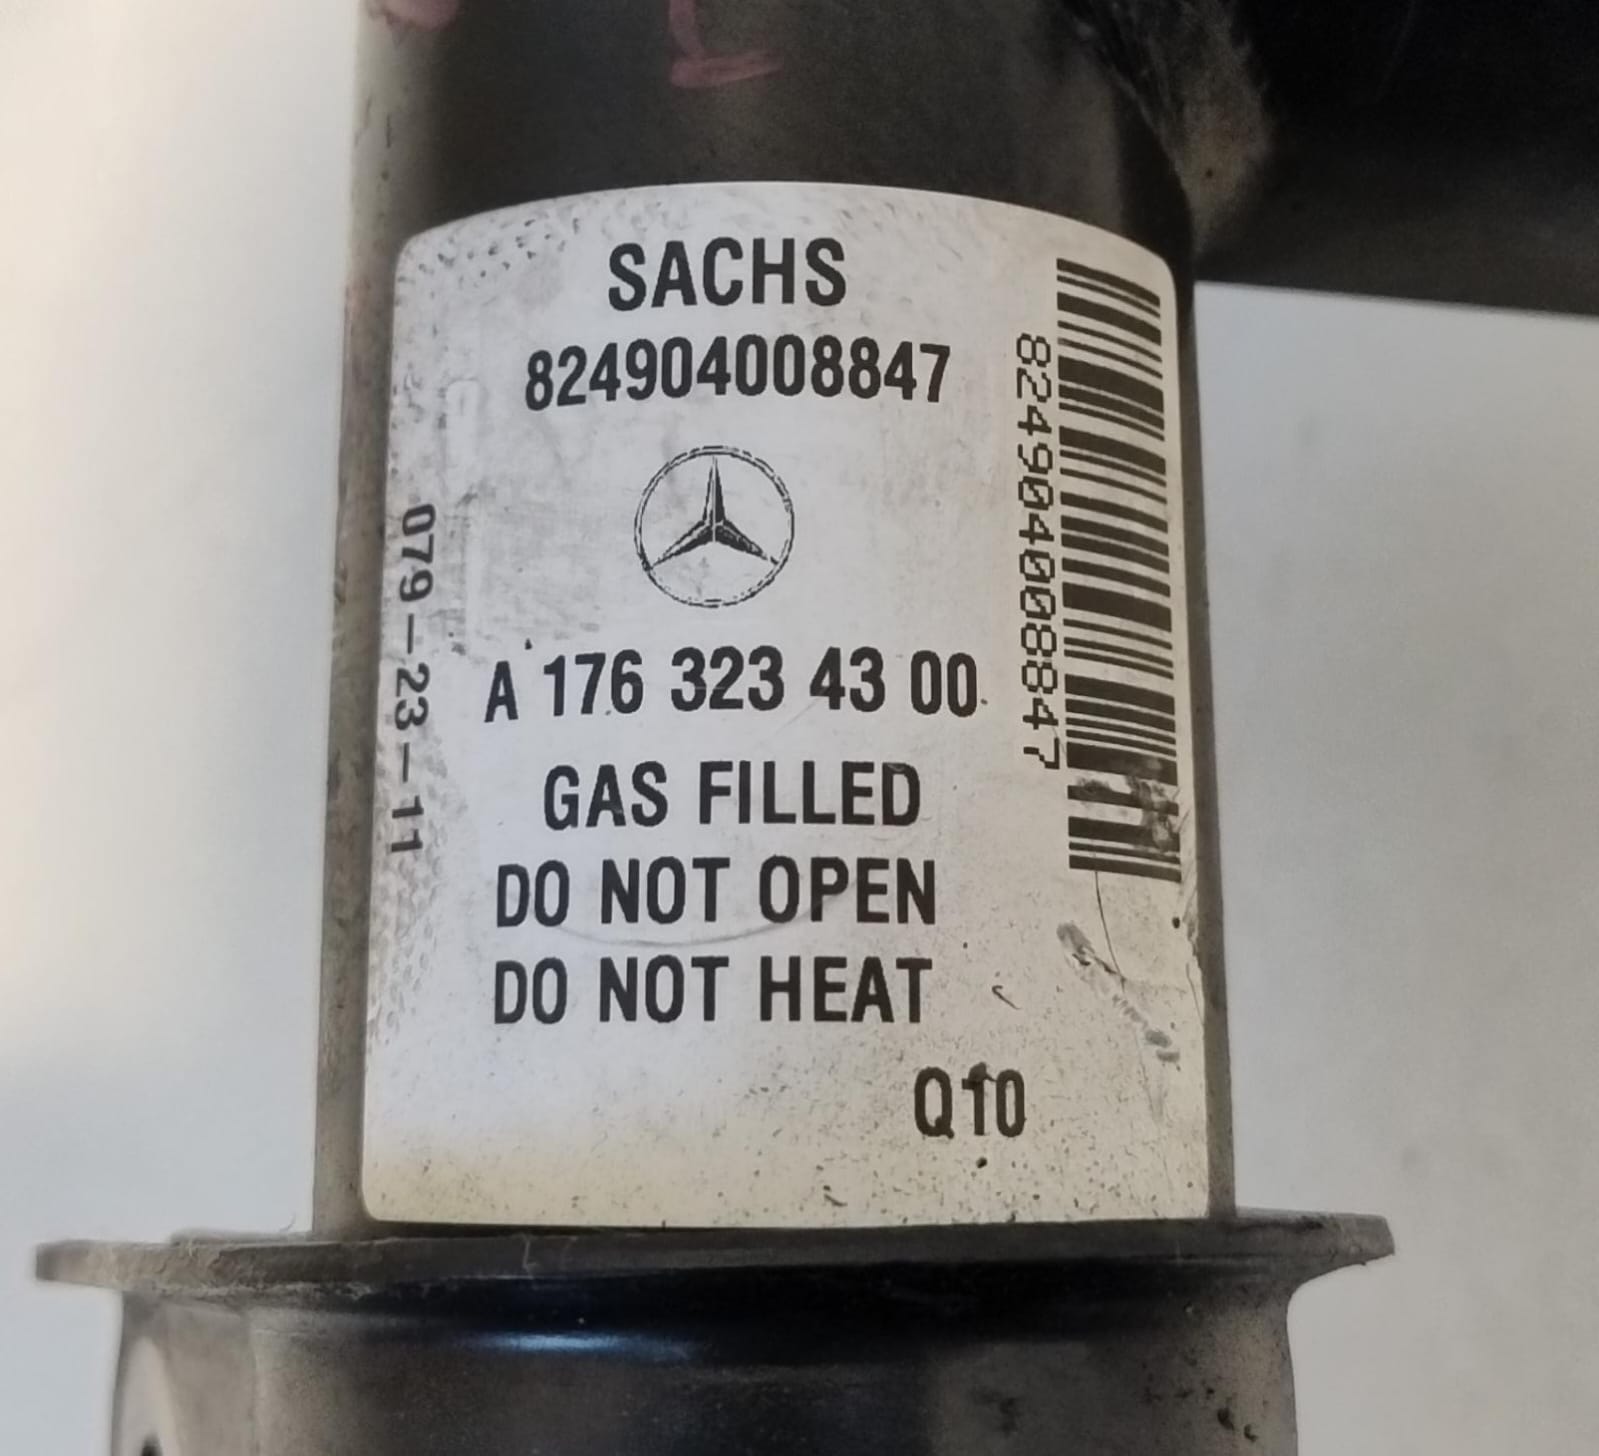 SACHS
824904008847
824904008847
079-23-11
A 176 323 43 00
GAS FILLED
DO NOT OPEN
DO NOT HEAT
Q10